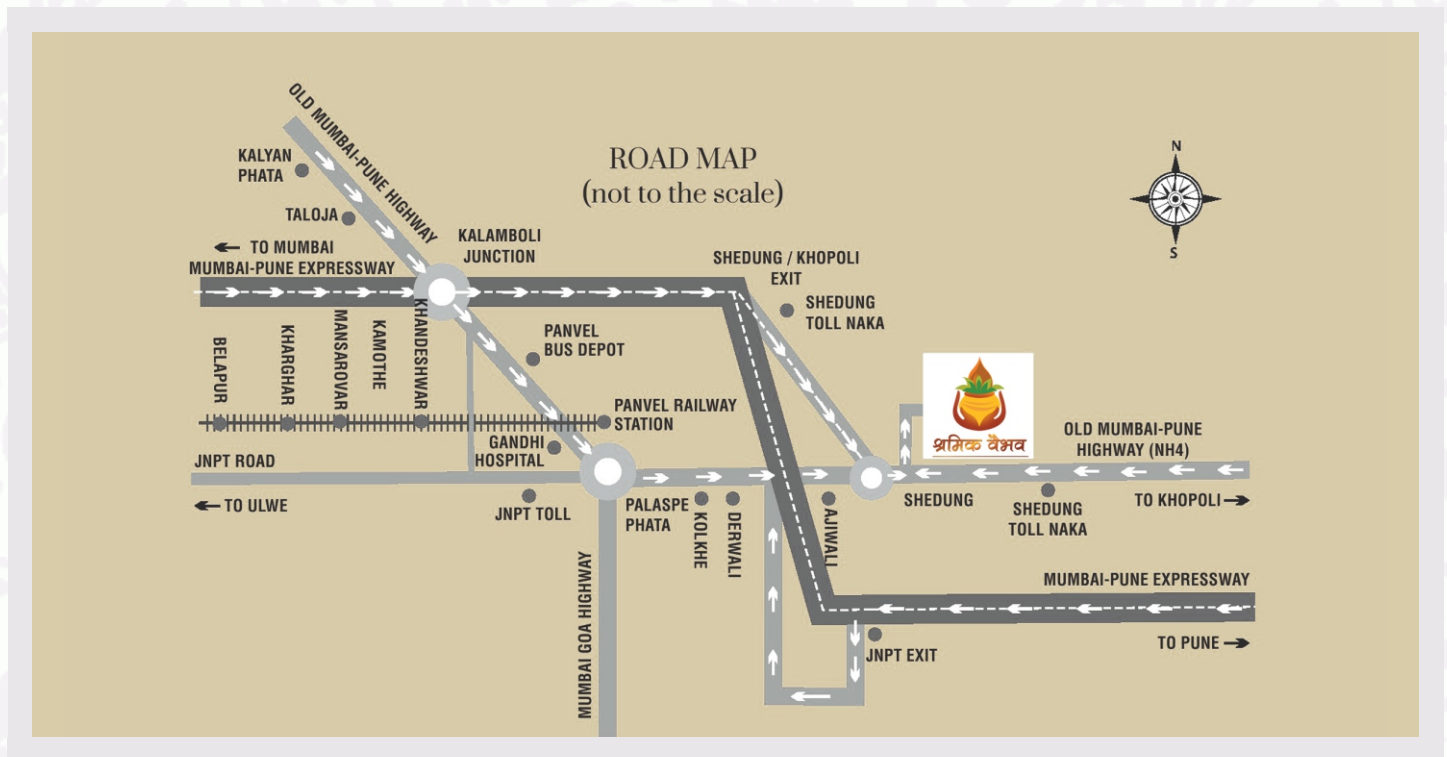 ROAD MAP
(not to the scale)
N
S
OLD MUMBAI-PUNE HIGHWAY
KALYAN
PHATA
TALOJA
TO MUMBAI
MUMBAI-PUNE EXPRESSWAY
KALAMBOLI
JUNCTION
SHEDUNG / KHOPOLI
EXIT
SHEDUNG
TOLL NAKA
BELAPUR
KHARGHAR
MANSAROVAR
KAMOTHE
KHANDESHWAR
PANVEL
BUS DEPOT
PANVEL RAILWAY
STATION
GANDHI
HOSPITAL
श्रमिक वैभव
OLD MUMBAI-PUNE
HIGHWAY (NH4)
JNPT ROAD
TO ULWE
JNPT TOLL
PALASPE
PHATA
KOLKHE
DERWALI
AJIWALI
SHEDUNG
SHEDUNG
TOLL NAKA
TO KHOPOLI
MUMBAI GOA HIGHWAY
MUMBAI-PUNE EXPRESSWAY
JNPT EXIT
TO PUNE